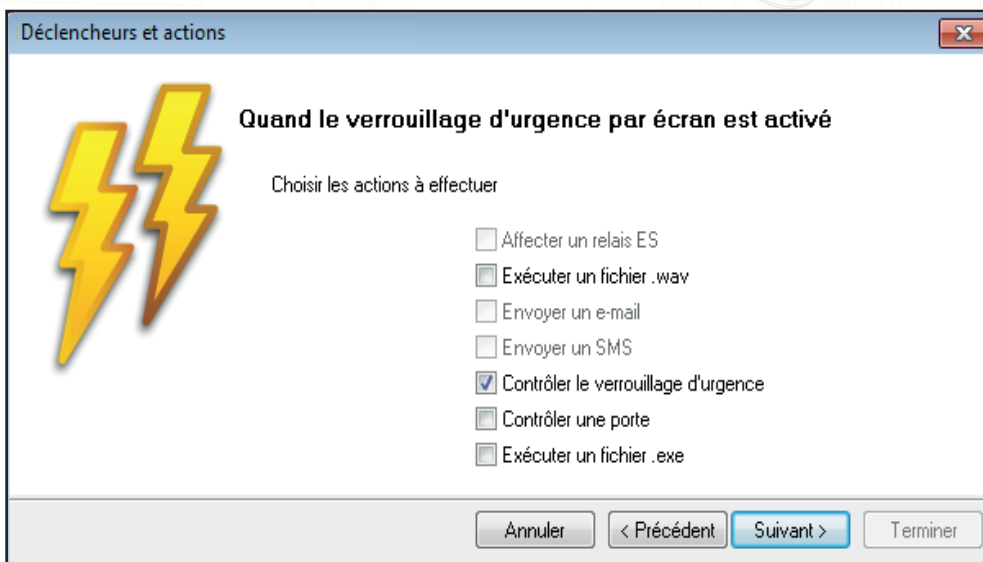 Déclencheurs et actions
Quand le verrouillage d'urgence par écran est activé
Choisir les actions à effectuer
Affecter un relais ES
Exécuter un fichier .wav
Envoyer un e-mail
Envoyer un SMS
Contrôler le verrouillage d'urgence
Contrôler une porte
Exécuter un fichier .exe
Annuler
< Précédent
Suivant >
Terminer